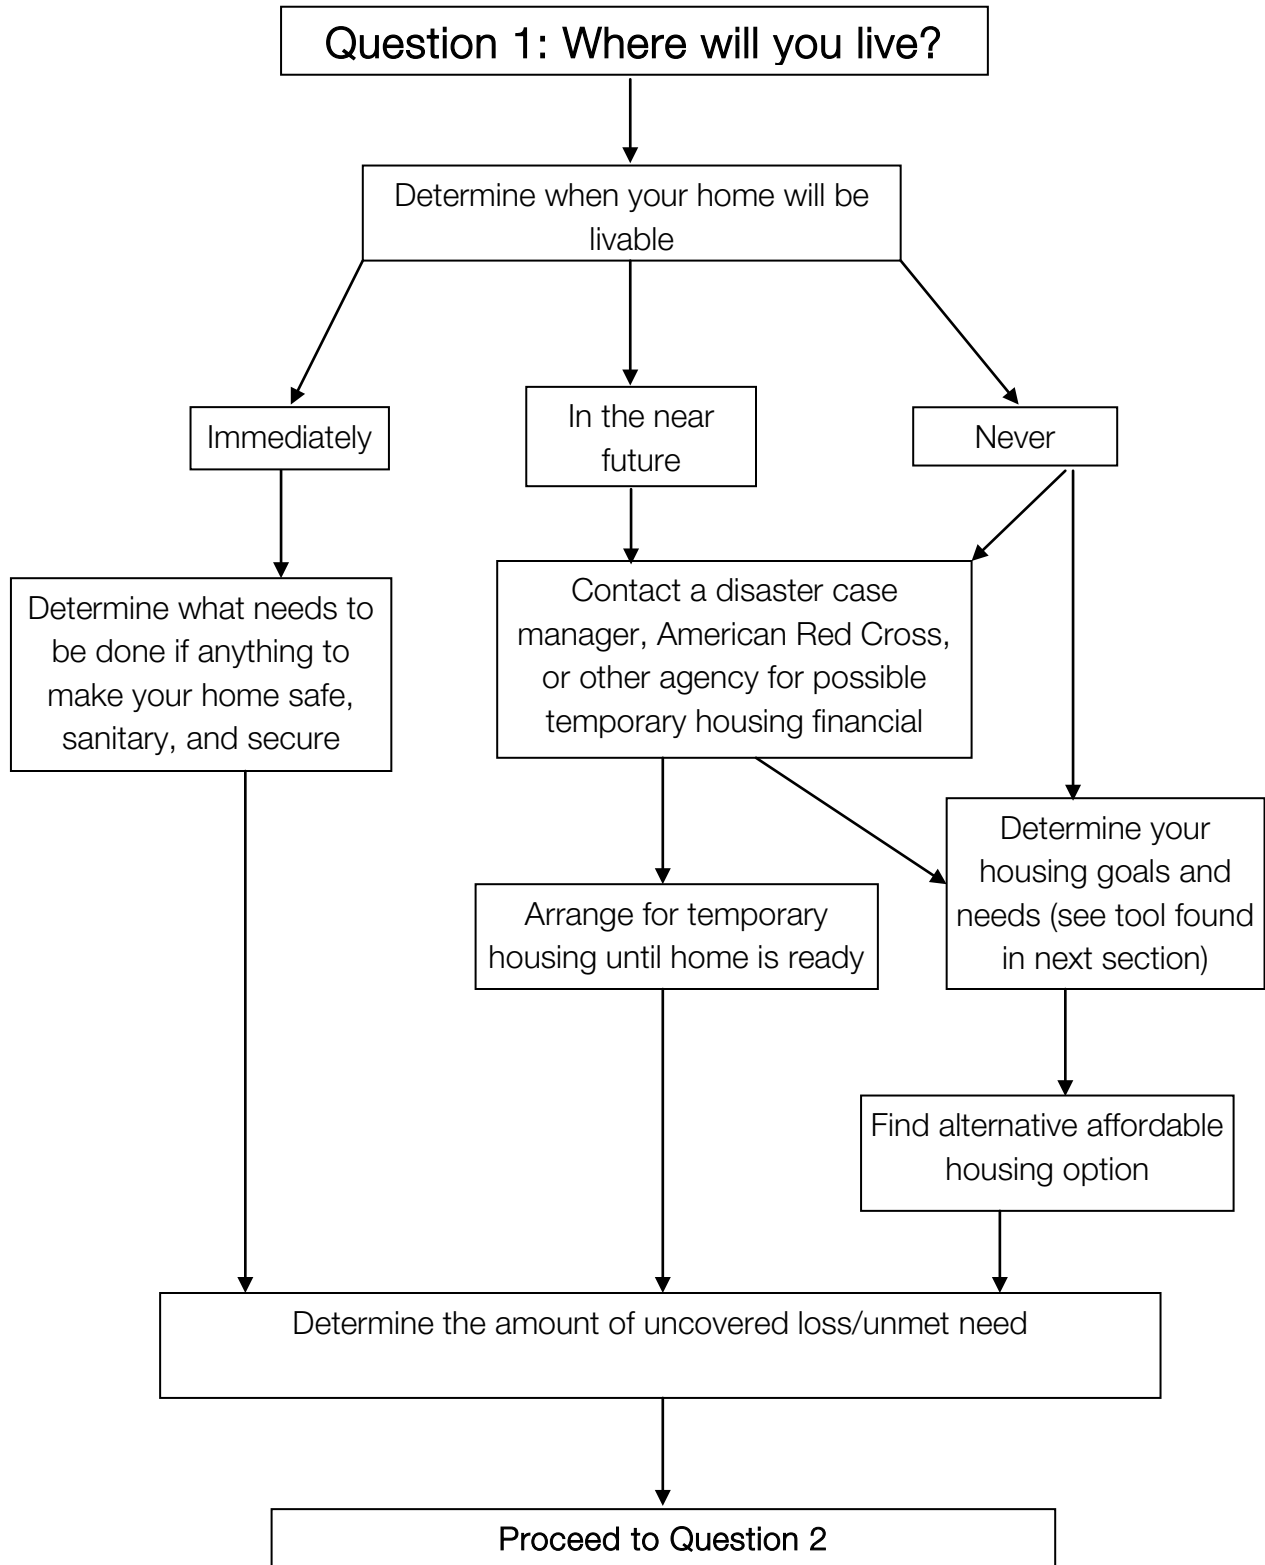 Question 1: Where will you live?
Determine when your home will be
livable
Immediately
In the near
future
Never
Determine what needs to
be done if anything to
make your home safe,
sanitary, and secure
Contact a disaster case
manager, American Red Cross,
or other agency for possible
temporary housing financial
Determine your
housing goals and
needs (see tool found
in next section)
Arrange for temporary
housing until home is ready
Find alternative affordable
housing option
Determine the amount of uncovered loss/unmet need
Proceed to Question 2